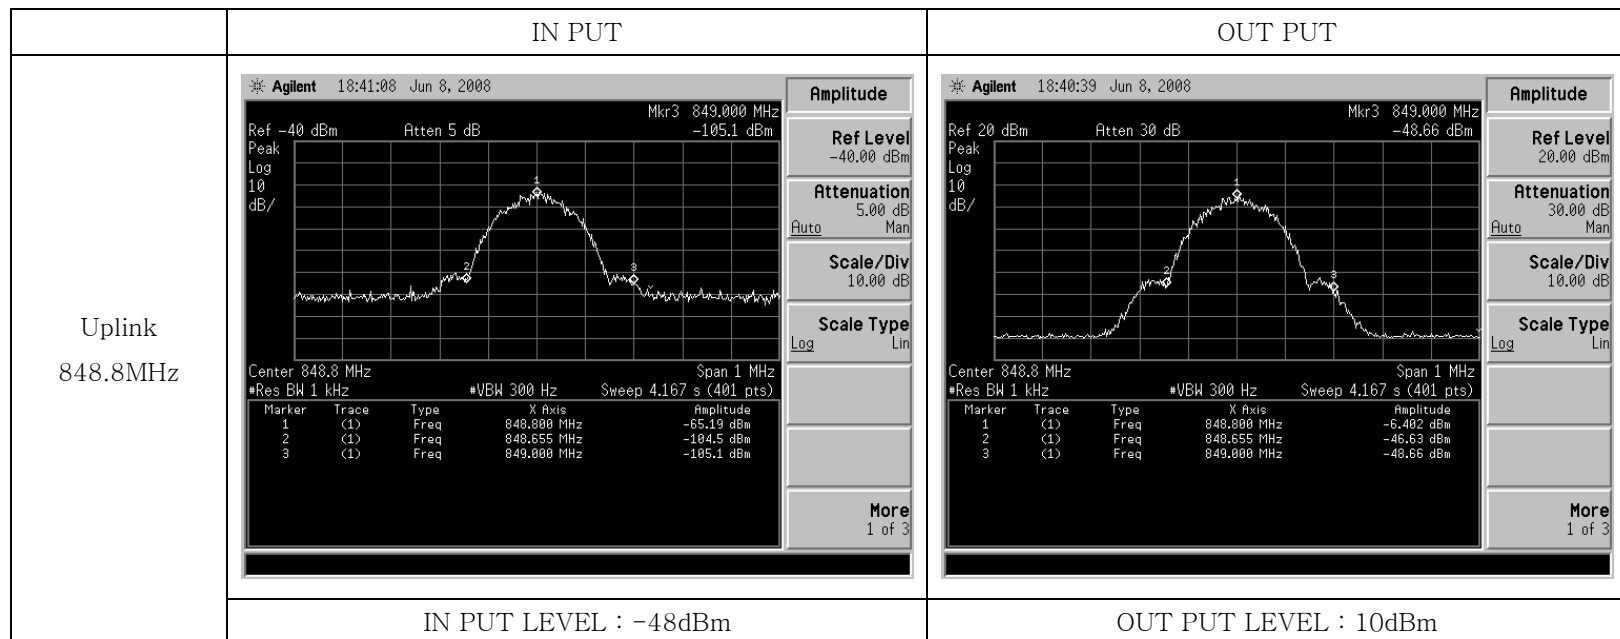 IN PUT
OUT PUT
Uplink
848.8MHz
Agilent 18:41:08 Jun 8, 2008
Mkr3 849.000 MHz
Ref -40 dBm Atten 5 dB -105.1 dBm
Peak
Log
10
dB/
1
2
3
Center 848.8 MHz Span 1 MHz
#Res BW 1 kHz #VBW 300 Hz Sweep 4.167 s (401 pts)
Marker Trace Type X Axis Amplitude
1 (1) Freq 848.800 MHz -65.19 dBm
2 (1) Freq 848.655 MHz -104.5 dBm
3 (1) Freq 849.000 MHz -105.1 dBm
Amplitude
Ref Level
-40.00 dBm
Attenuation
5.00 dB
Auto Man
Scale/Div
10.00 dB
Scale Type
Log Lin
More
1 of 3
Agilent 18:40:39 Jun 8, 2008
Mkr3 849.000 MHz
Ref 20 dBm Atten 30 dB -48.66 dBm
Peak
Log
10
dB/
1
2
3
Center 848.8 MHz Span 1 MHz
#Res BW 1 kHz #VBW 300 Hz Sweep 4.167 s (401 pts)
Marker Trace Type X Axis Amplitude
1 (1) Freq 848.800 MHz -6.402 dBm
2 (1) Freq 848.655 MHz -46.63 dBm
3 (1) Freq 849.000 MHz -48.66 dBm
Amplitude
Ref Level
20.00 dBm
Attenuation
30.00 dB
Auto Man
Scale/Div
10.00 dB
Scale Type
Log Lin
More
1 of 3
IN PUT LEVEL : -48dBm
OUT PUT LEVEL : 10dBm